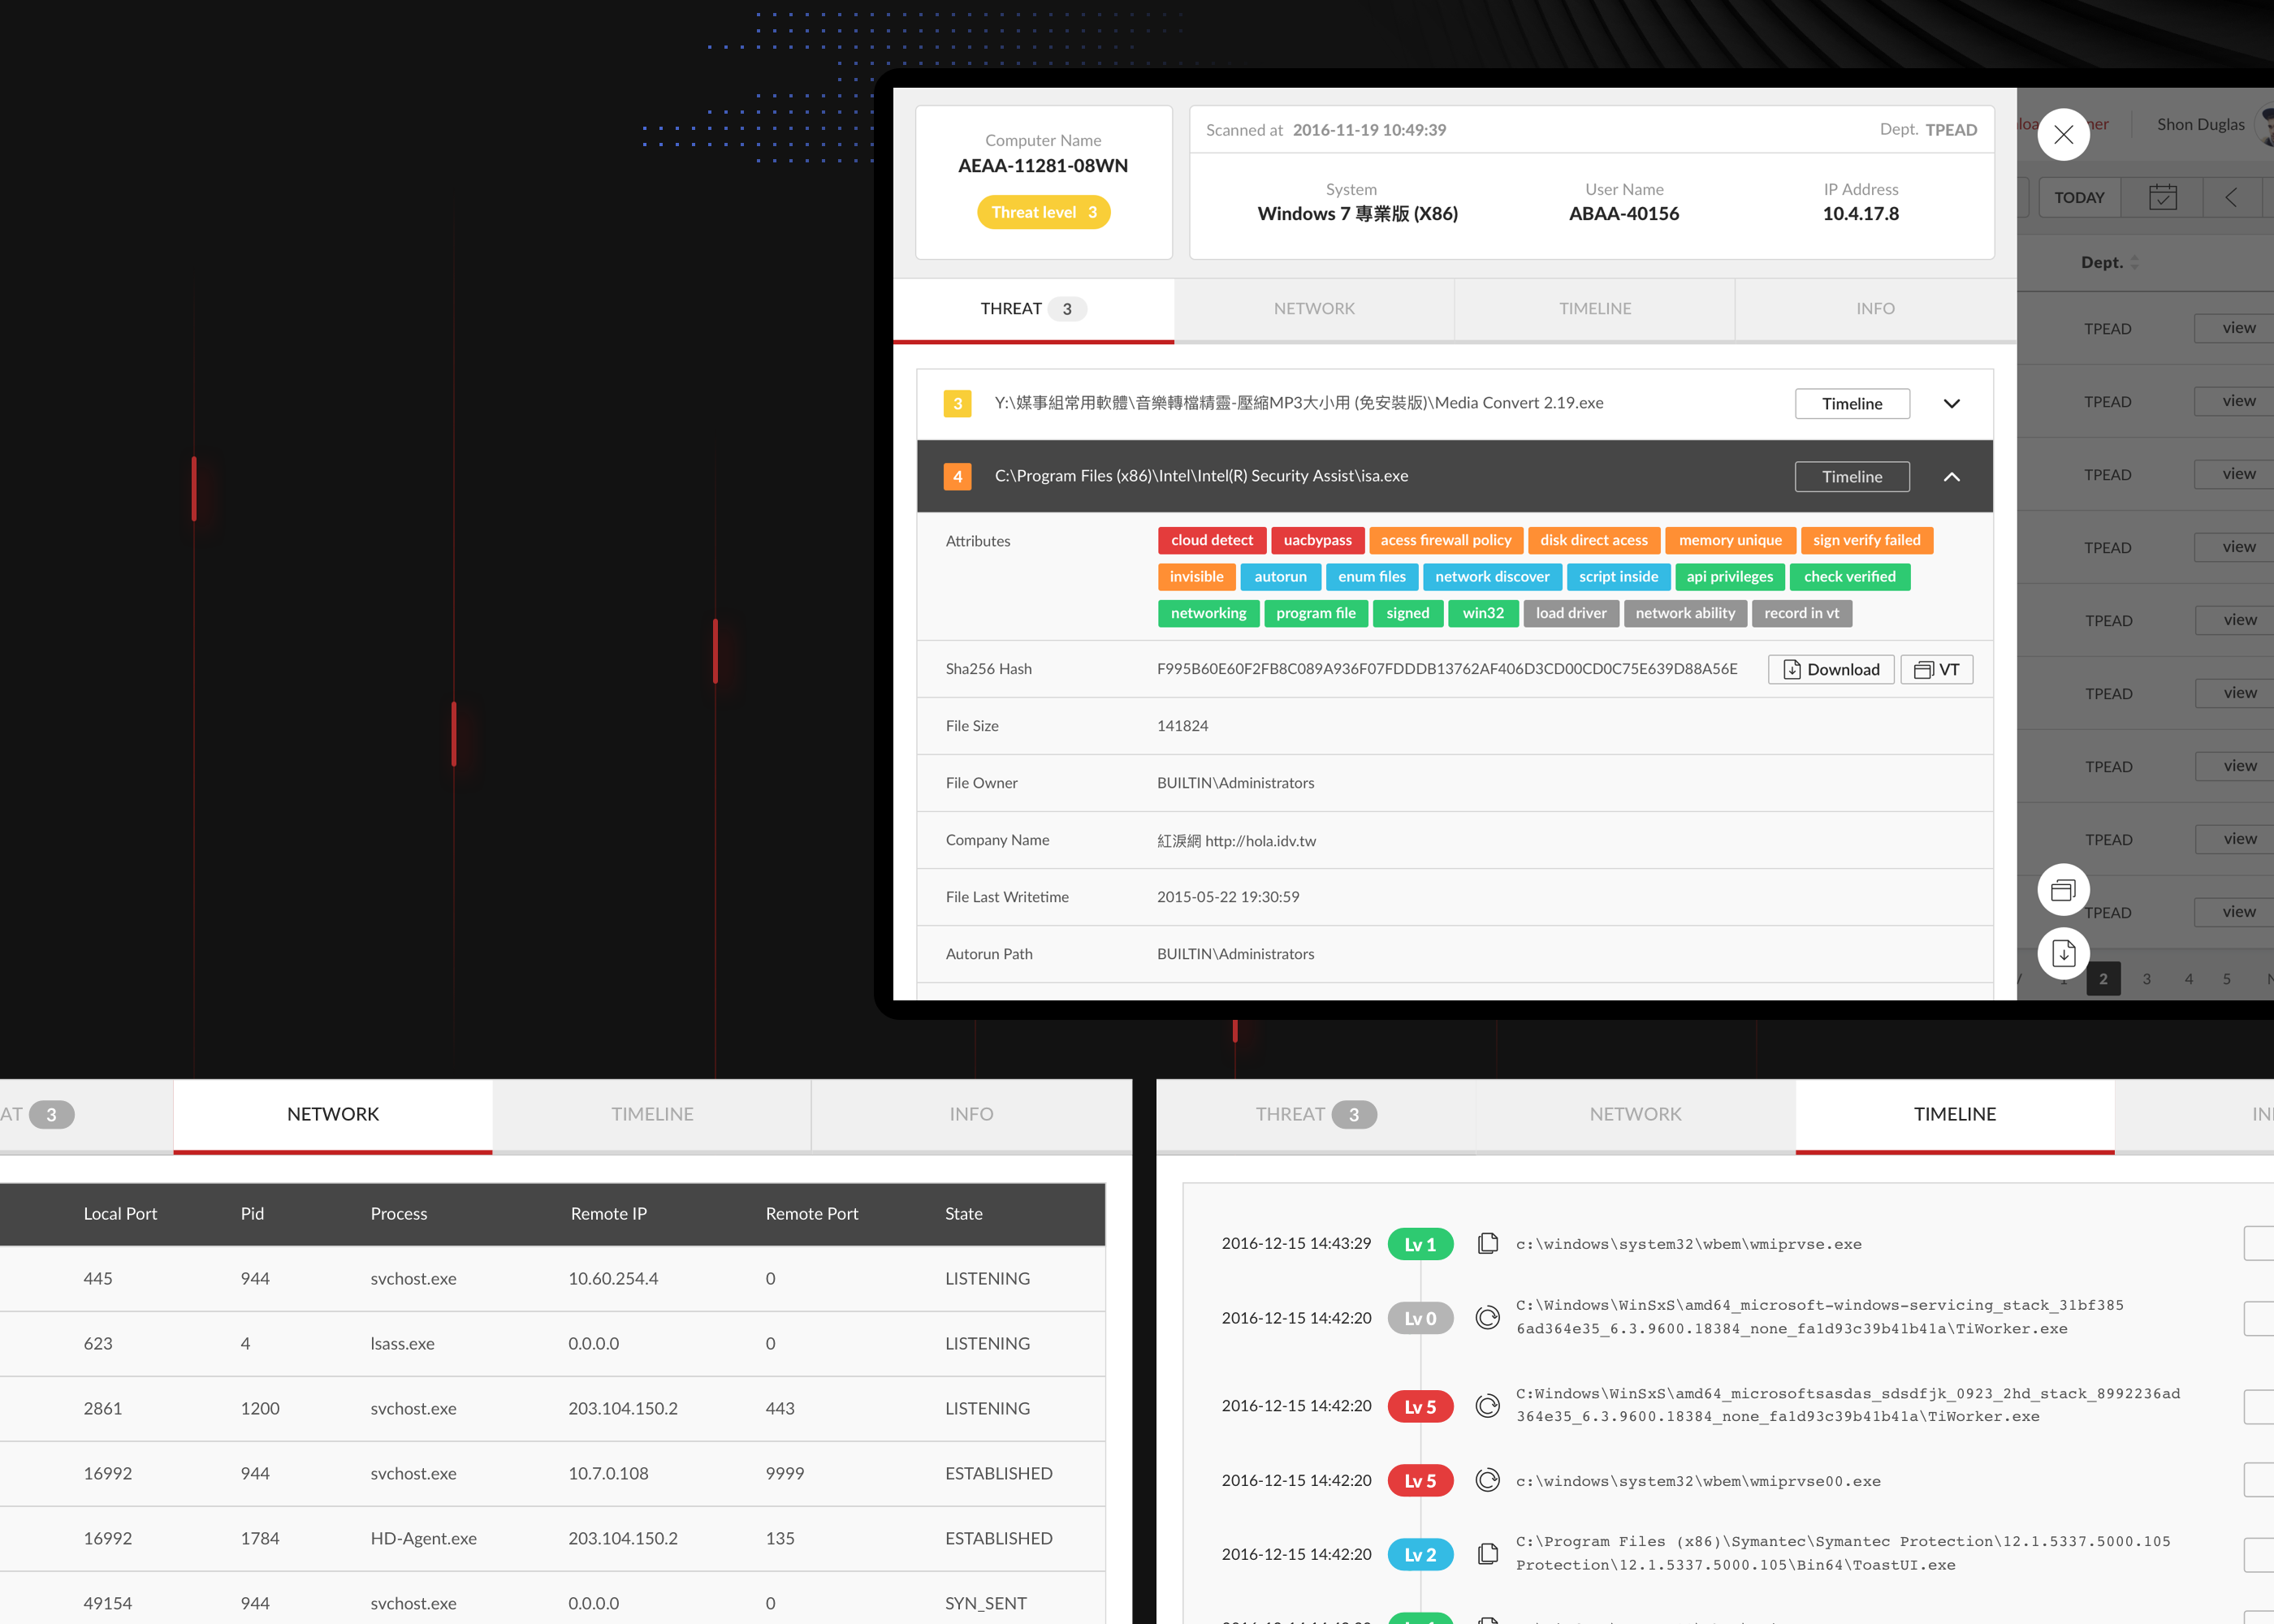 Computer Name
AEAA-11281-08WN
Threat level 3
Scanned at 2016-11-19 10:49:39
Dept. TPEAD
System
Windows 7 專業版 (X86)
User Name
ABAA-40156
IP Address
10.4.17.8
Shon Duglas
TODAY
Dept.
TPEAD view
TPEAD view
TPEAD view
TPEAD view
TPEAD view
TPEAD view
TPEAD view
TPEAD view
TPEAD view
1 2 3 4 5
THREAT 3
NETWORK
TIMELINE
INFO
3 Y:\媒事組常用軟體\音樂轉檔精靈-壓縮MP3大小用 (免安裝版)\Media Convert 2.19.exe Timeline
4 C:\Program Files (x86)\Intel\Intel(R) Security Assist\isa.exe Timeline
Attributes
cloud detect uacbypass acess firewall policy disk direct acess memory unique sign verify failed
invisible autorun enum files network discover script inside api privileges check verified
networking program file signed win32 load driver network ability record in vt
Sha256 Hash F995B60E60F2FB8C089A936F07FDDDB13762AF406D3CD00CD0C75E639D88A56E Download VT
File Size 141824
File Owner BUILTIN\Administrators
Company Name 紅淚網 http://hola.idv.tw
File Last Writetime 2015-05-22 19:30:59
Autorun Path BUILTIN\Administrators
AT 3
NETWORK
TIMELINE
INFO
Local Port Pid Process Remote IP Remote Port State
445 944 svchost.exe 10.60.254.4 0 LISTENING
623 4 lsass.exe 0.0.0.0 0 LISTENING
2861 1200 svchost.exe 203.104.150.2 443 LISTENING
16992 944 svchost.exe 10.7.0.108 9999 ESTABLISHED
16992 1784 HD-Agent.exe 203.104.150.2 135 ESTABLISHED
49154 944 svchost.exe 0.0.0.0 0 SYN_SENT
THREAT 3
NETWORK
TIMELINE
IN
2016-12-15 14:43:29 Lv 1 c:\windows\system32\wbem\wmiprvse.exe
2016-12-15 14:42:20 Lv 0 C:\Windows\WinSxS\amd64_microsoft-windows-servicing_stack_31bf385
6ad364e35_6.3.9600.18384_none_fa1d93c39b41b41a\TiWorker.exe
2016-12-15 14:42:20 Lv 5 C:Windows\WinSxS\amd64_microsoftsasdas_sdsdfjk_0923_2hd_stack_8992236ad
364e35_6.3.9600.18384_none_fa1d93c39b41b41a\TiWorker.exe
2016-12-15 14:42:20 Lv 5 c:\windows\system32\wbem\wmiprvse00.exe
2016-12-15 14:42:20 Lv 2 C:\Program Files (x86)\Symantec\Symantec Protection\12.1.5337.5000.105
Protection\12.1.5337.5000.105\Bin64\ToastUI.exe